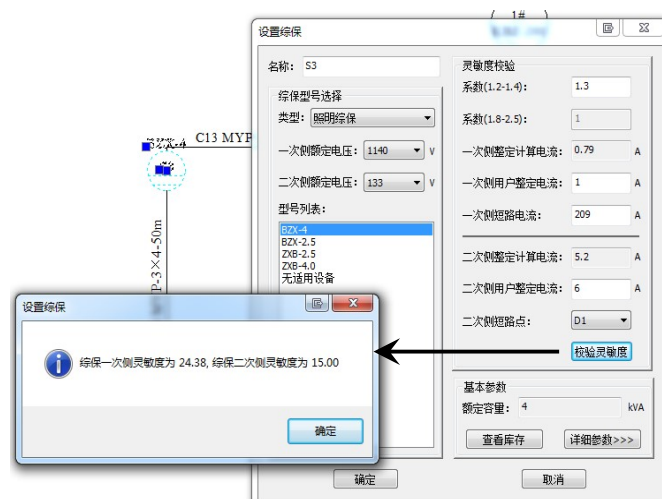 ( 1# )
设置综保
名称: S3
综保型号选择
类型: 照明综保
一次侧额定电压: 1140 V
二次侧额定电压: 133 V
型号列表:
BZX-4
BZX-2.5
ZXB-2.5
ZXB-4.0
无适用设备
灵敏度校验
系数(1.2-1.4): 1.3
系数(1.8-2.5): 1
一次侧整定计算电流: 0.79 A
一次侧用户整定电流: 1 A
一次侧短路电流: 209 A
二次侧整定计算电流: 5.2 A
二次侧用户整定电流: 6 A
二次侧短路点: D1
校验灵敏度
基本参数
额定容量: 4 kVA
查看库存 详细参数>>>
确定 取消
C13 MYP
P-3×4-50m
设置综保
综保一次侧灵敏度为 24.38, 综保二次侧灵敏度为 15.00
确定